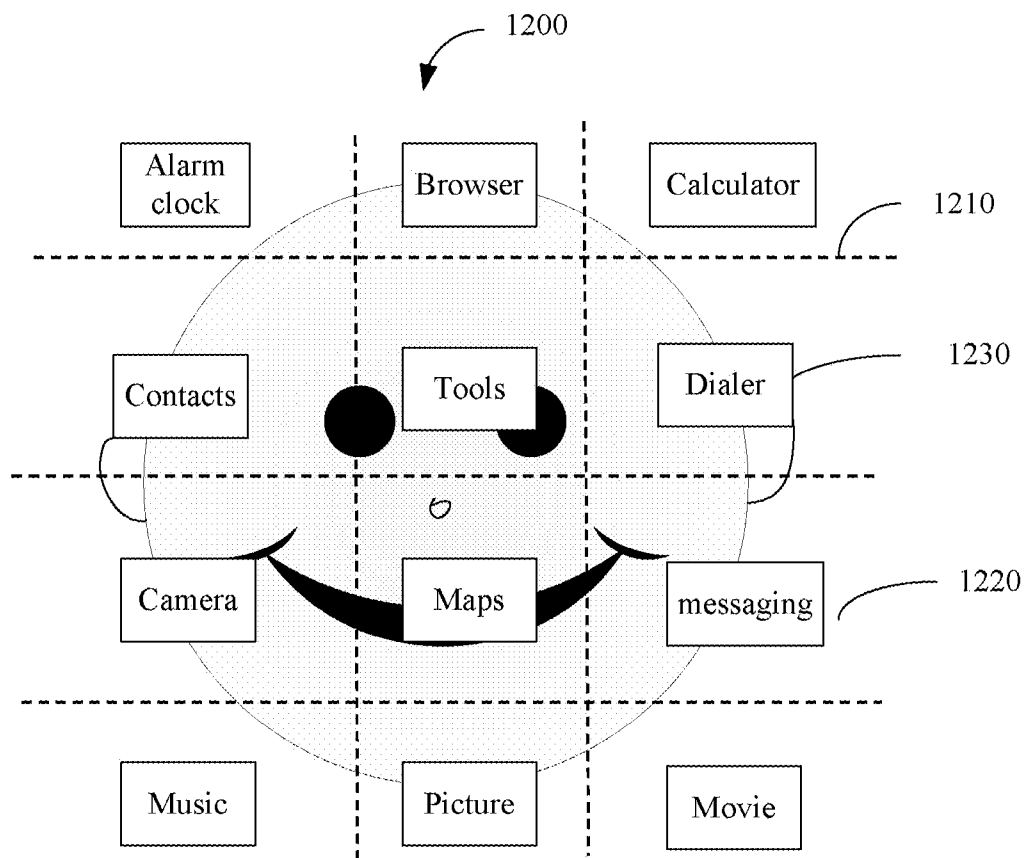 1200
Alarm
clock
Browser
Calculator
1210
Contacts
Tools
Dialer
1230
Camera
Maps
messaging
1220
Music
Picture
Movie